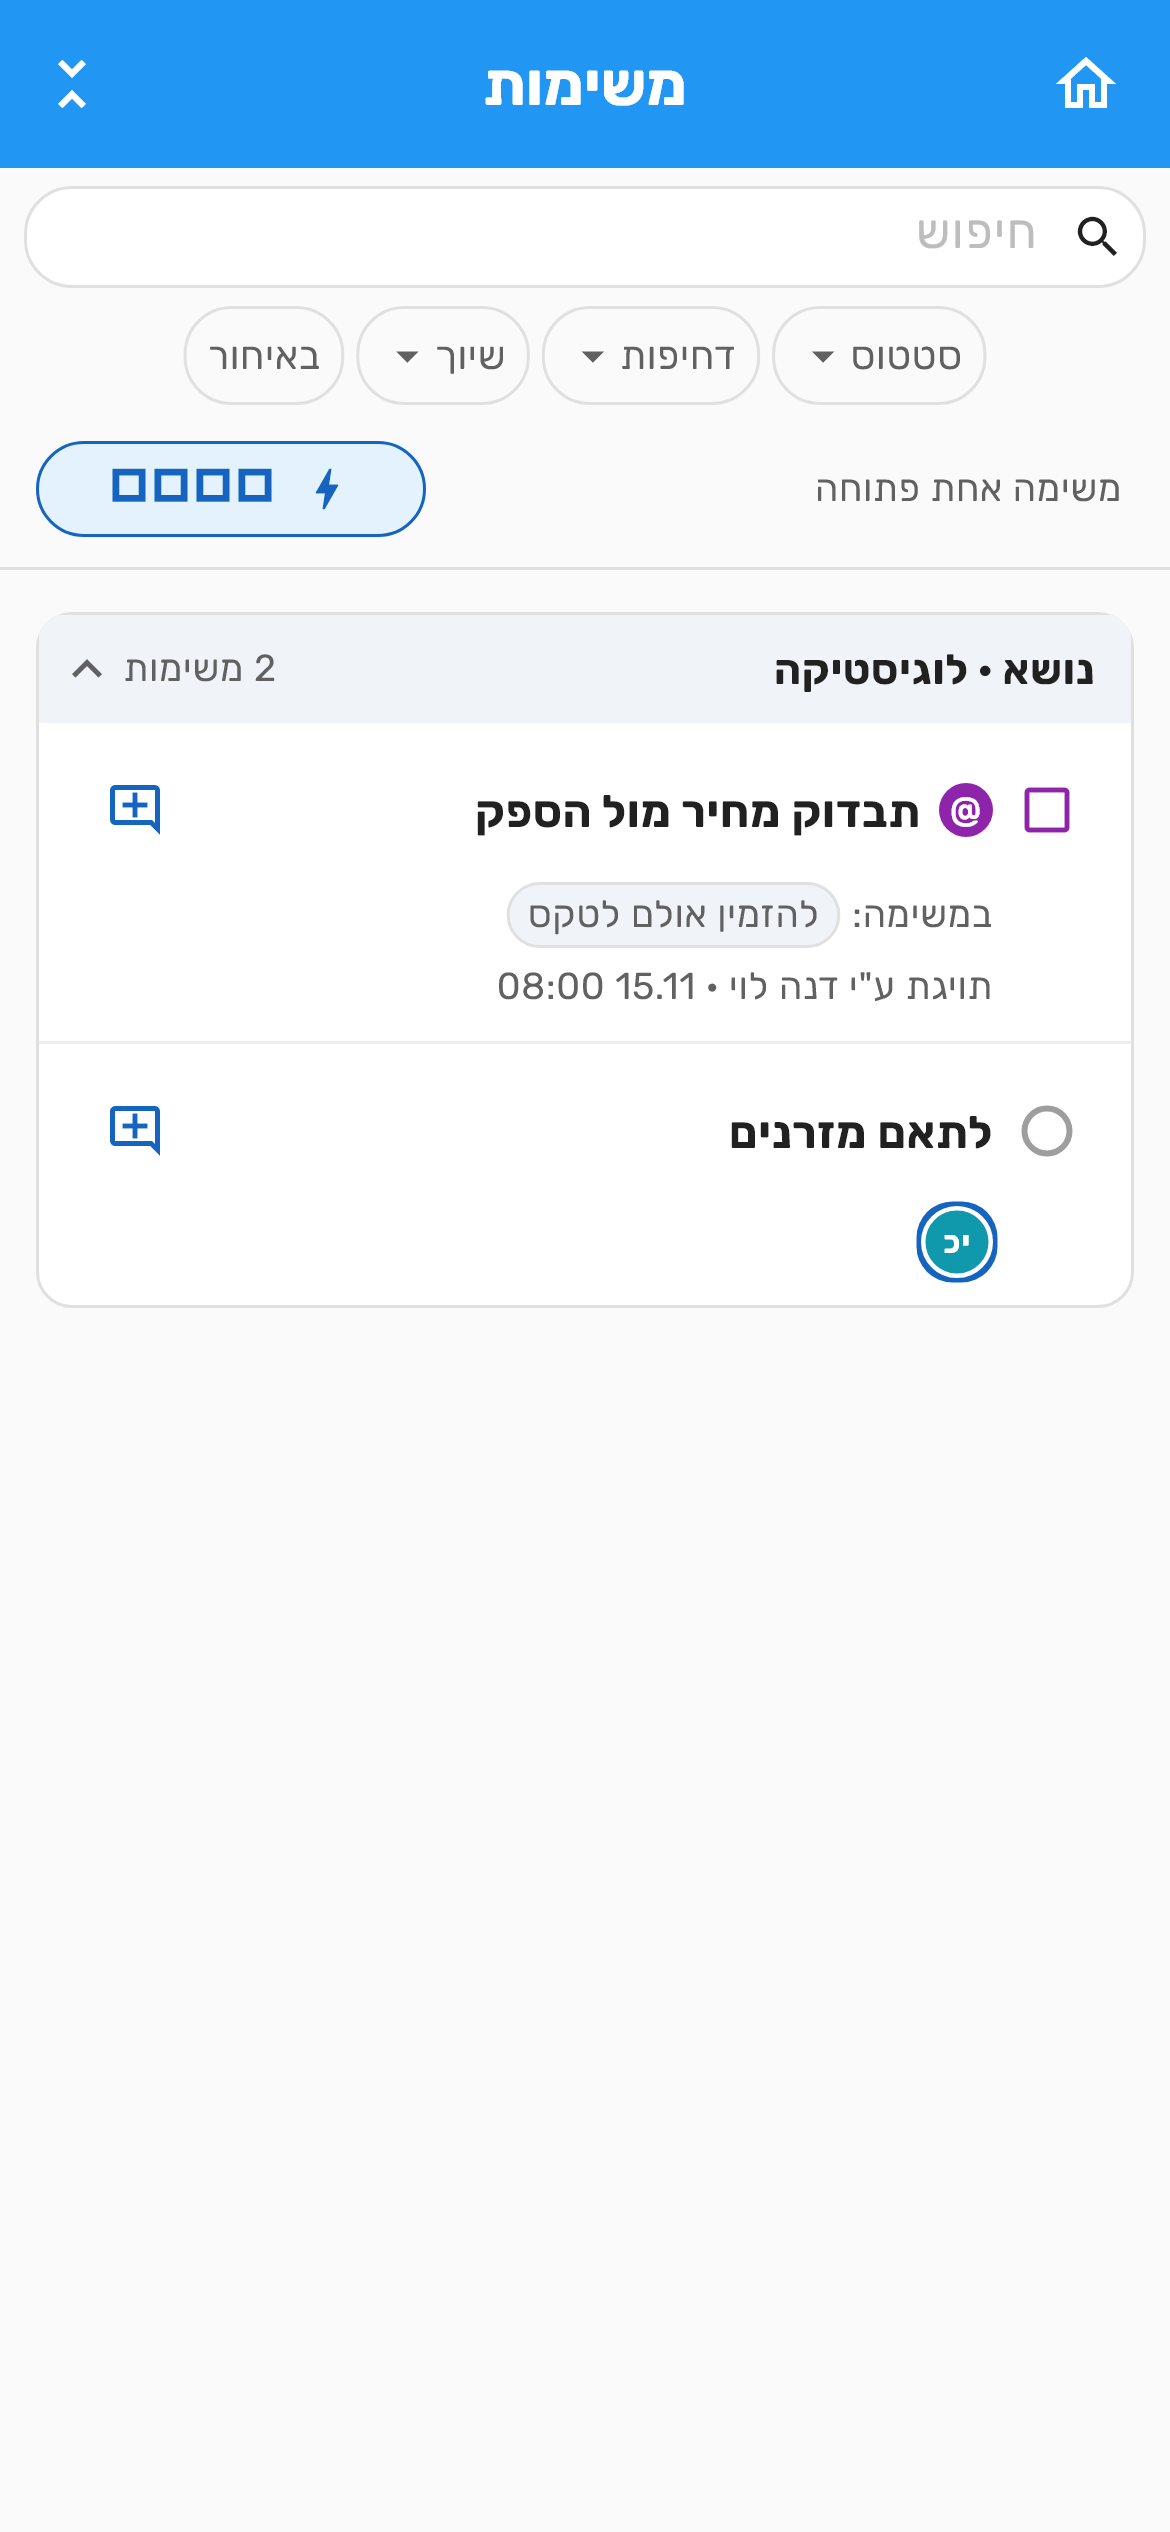 משימות
חיפוש
סטטוס דחיפות שיוך באיחור
משימה אחת פתוחה
נושא • לוגיסטיקה 2 משימות
@ תבדוק מחיר מול הספק
במשימה: להזמין אולם לטקס
תויגת ע"י דנה לוי • 15.11 08:00
לתאם מזרנים
יכ